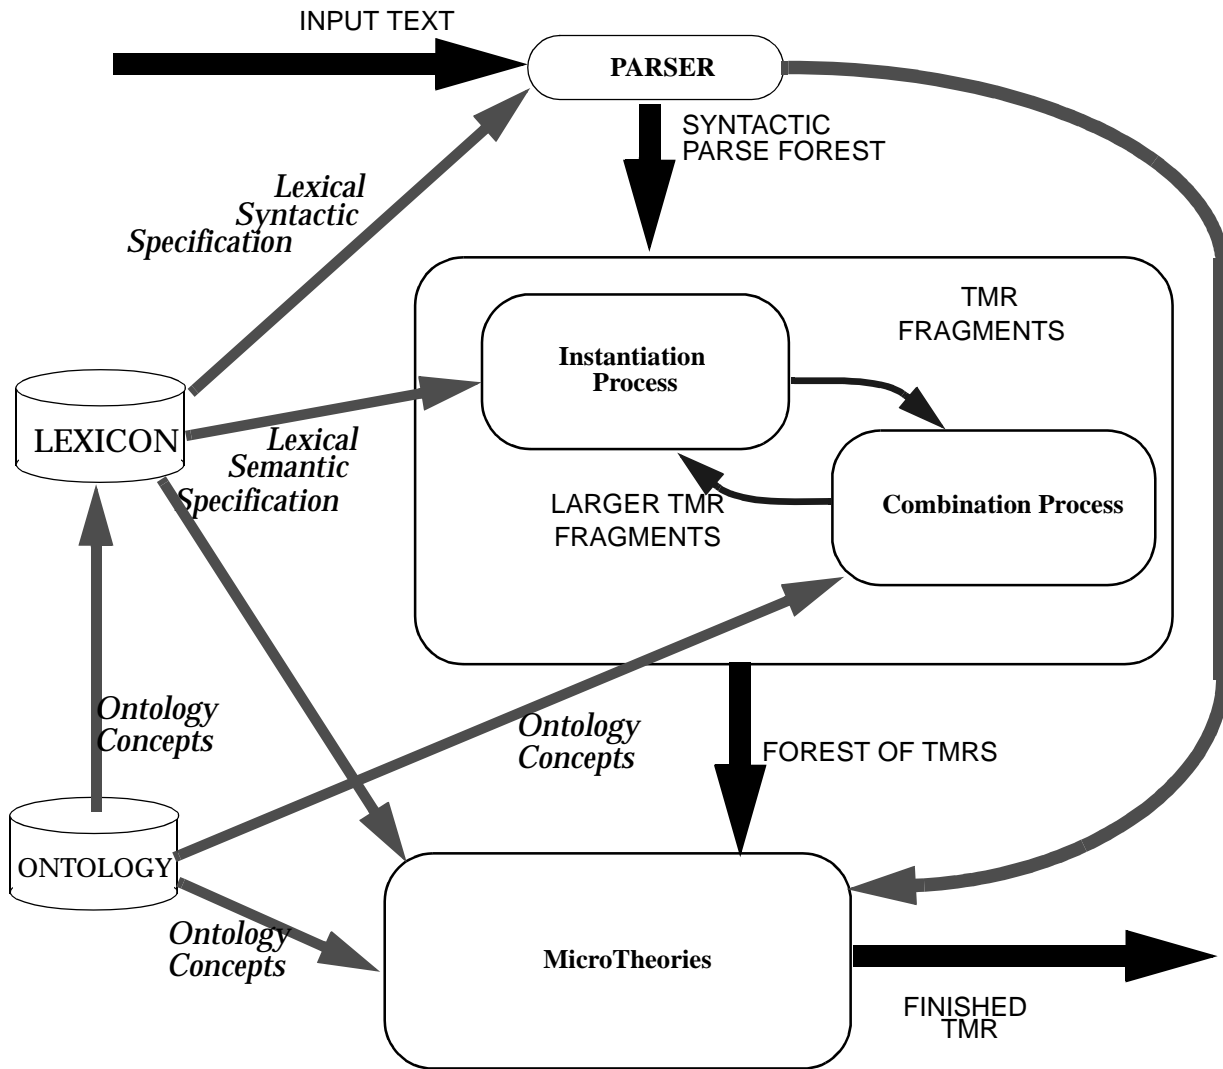 INPUT TEXT
PARSER
SYNTACTIC
PARSE FOREST
Lexical
Syntactic
Specification
TMR
FRAGMENTS
Instantiation
Process
LEXICON
Lexical
Semantic
Specification
LARGER TMR
FRAGMENTS
Combination Process
Ontology
Concepts
Ontology
Concepts
FOREST OF TMRS
ONTOLOGY
Ontology
Concepts
MicroTheories
FINISHED
TMR